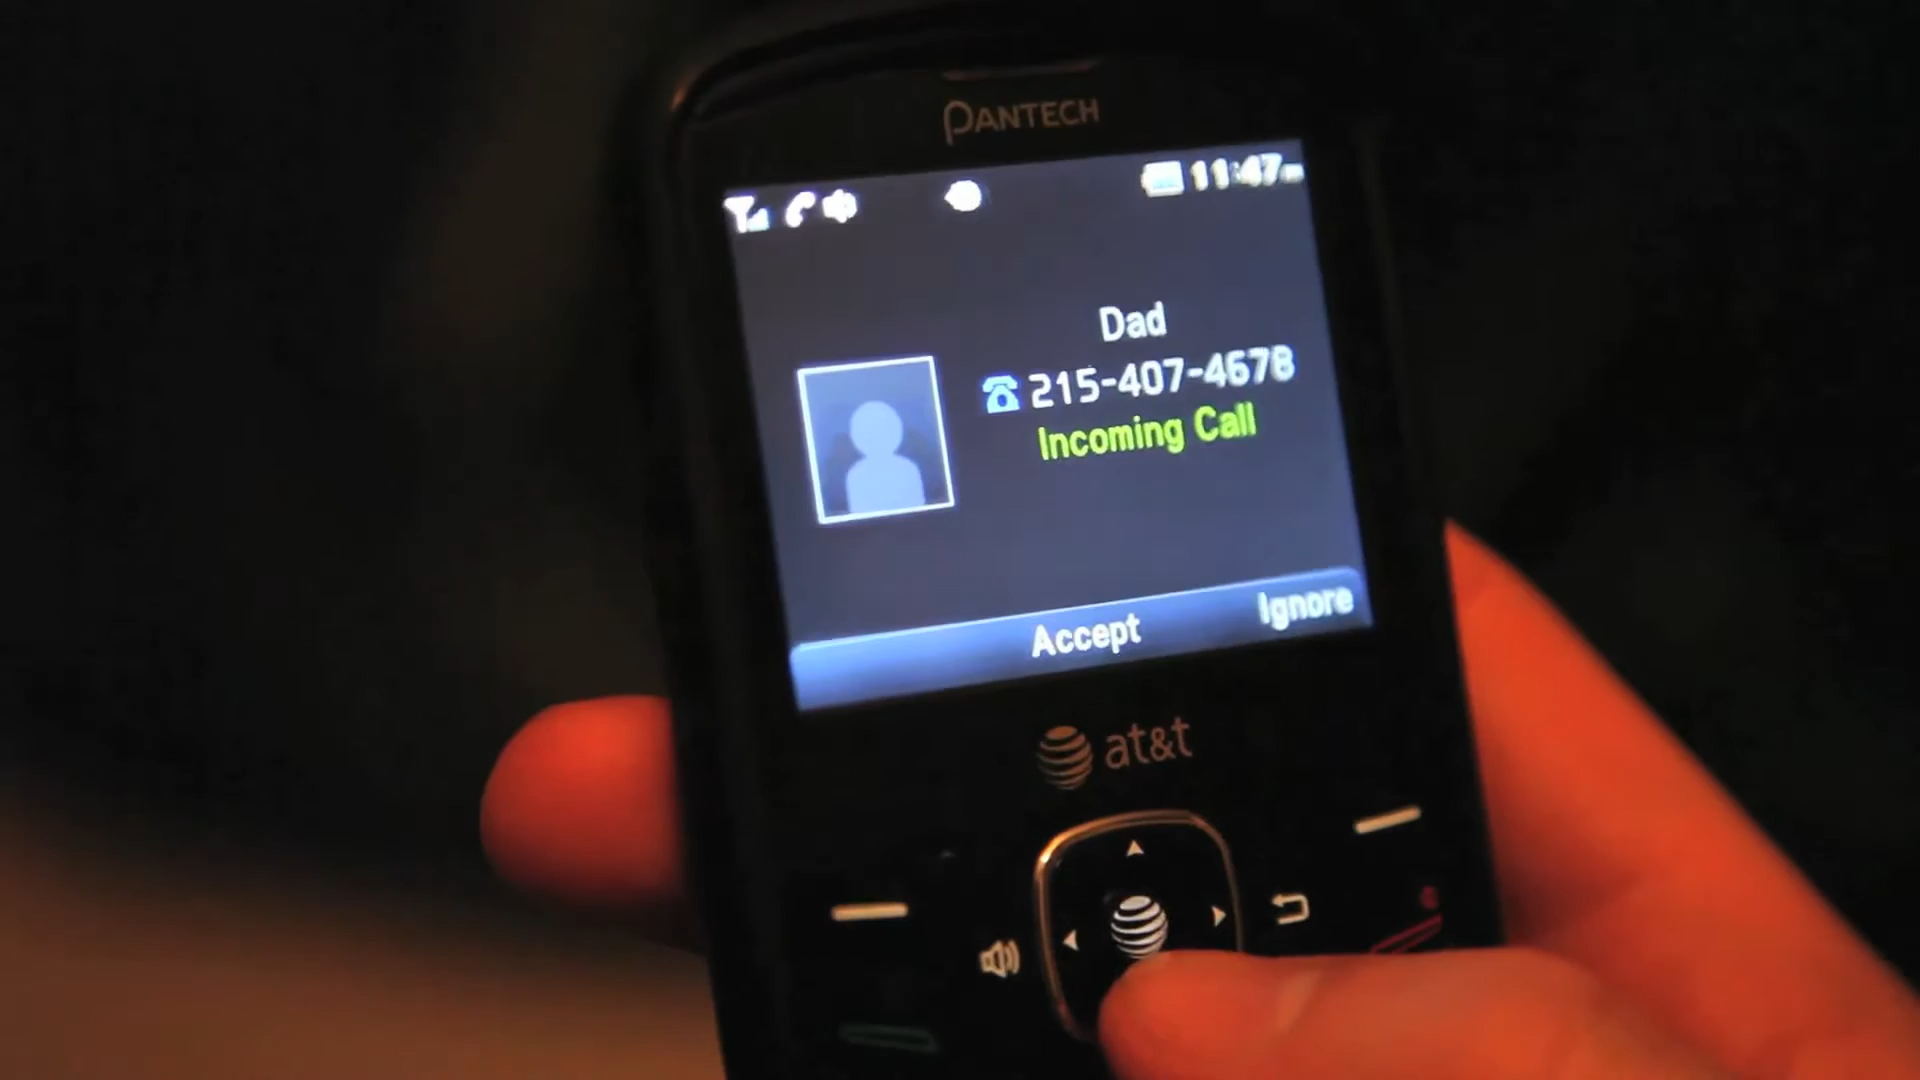 PANTECH
11:47
Dad
215-407-4678
Incoming Call
Accept
Ignore
at&t